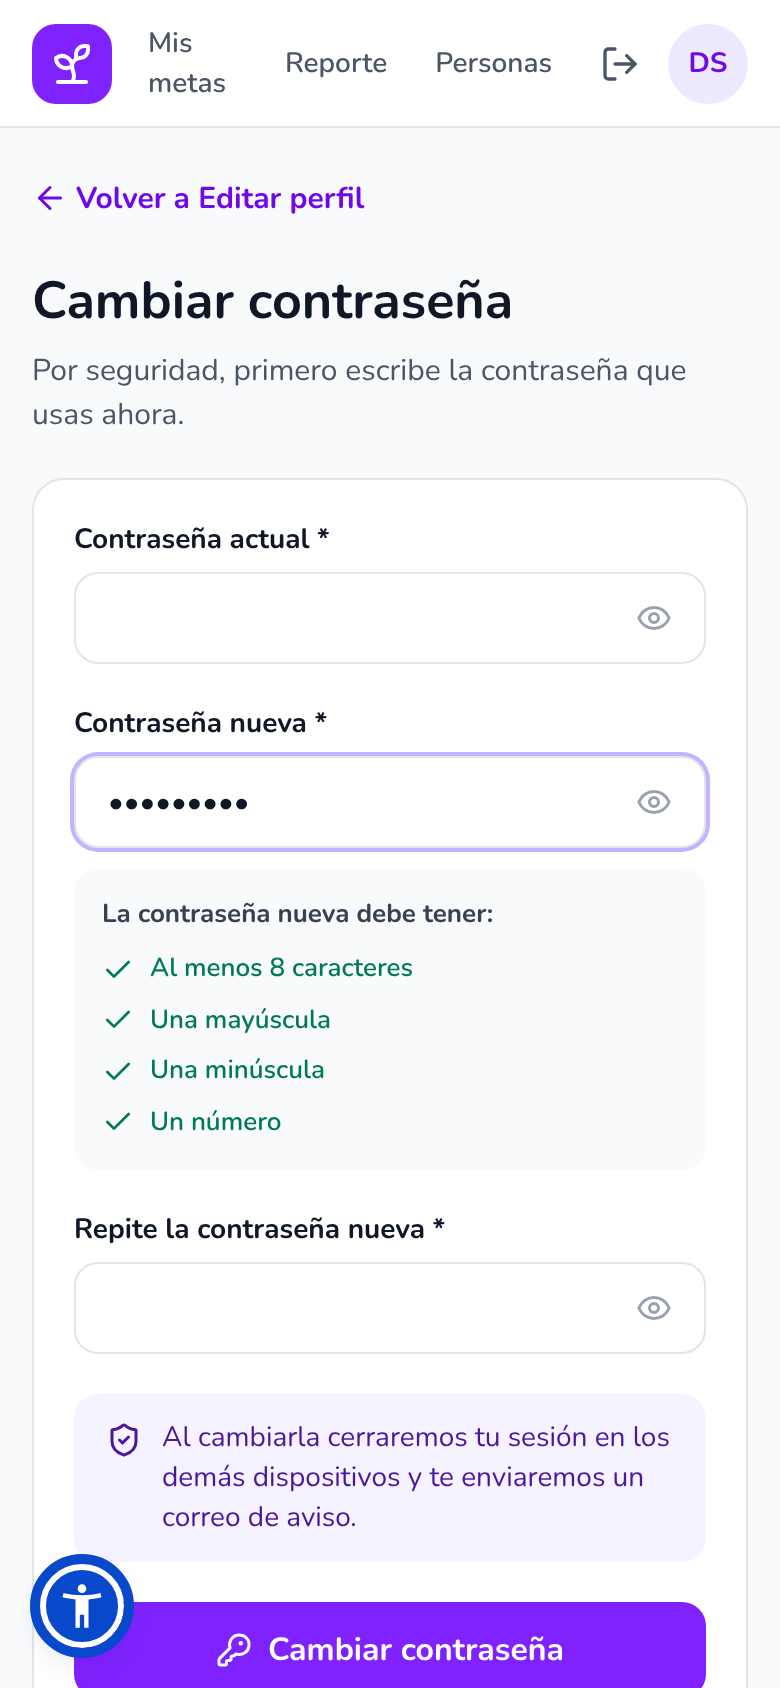 Mis metas
Reporte
Personas
DS
Volver a Editar perfil
Cambiar contraseña
Por seguridad, primero escribe la contraseña que
usas ahora.
Contraseña actual *
Contraseña nueva *
•••••••••
La contraseña nueva debe tener:
Al menos 8 caracteres
Una mayúscula
Una minúscula
Un número
Repite la contraseña nueva *
Al cambiarla cerraremos tu sesión en los
demás dispositivos y te enviaremos un
correo de aviso.
Cambiar contraseña